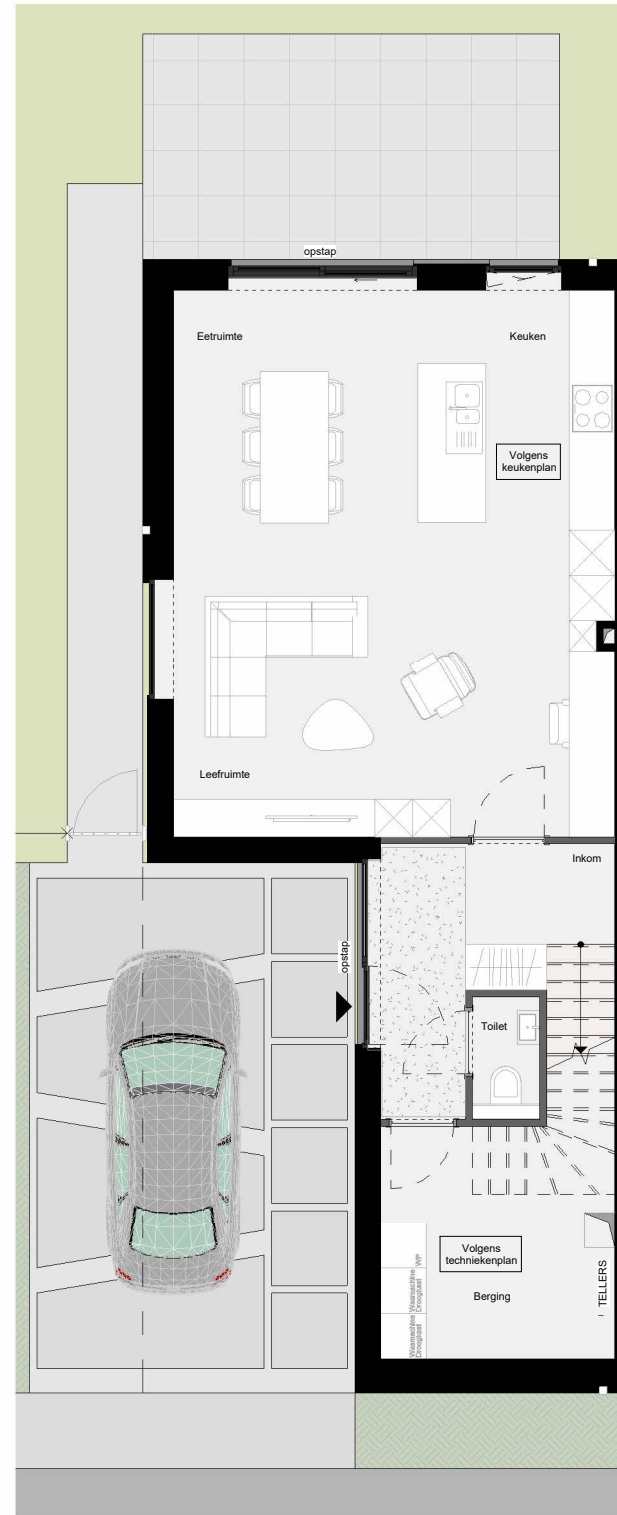 opstap
Eetruimte
Keuken
Volgens
keukenplan
Leefruimte
Inkom
opstap
Toilet
Volgens
techniekenplan
WP
Wasmachine
Droogkast
Wasmachine
Droogkast
Berging
TELLERS